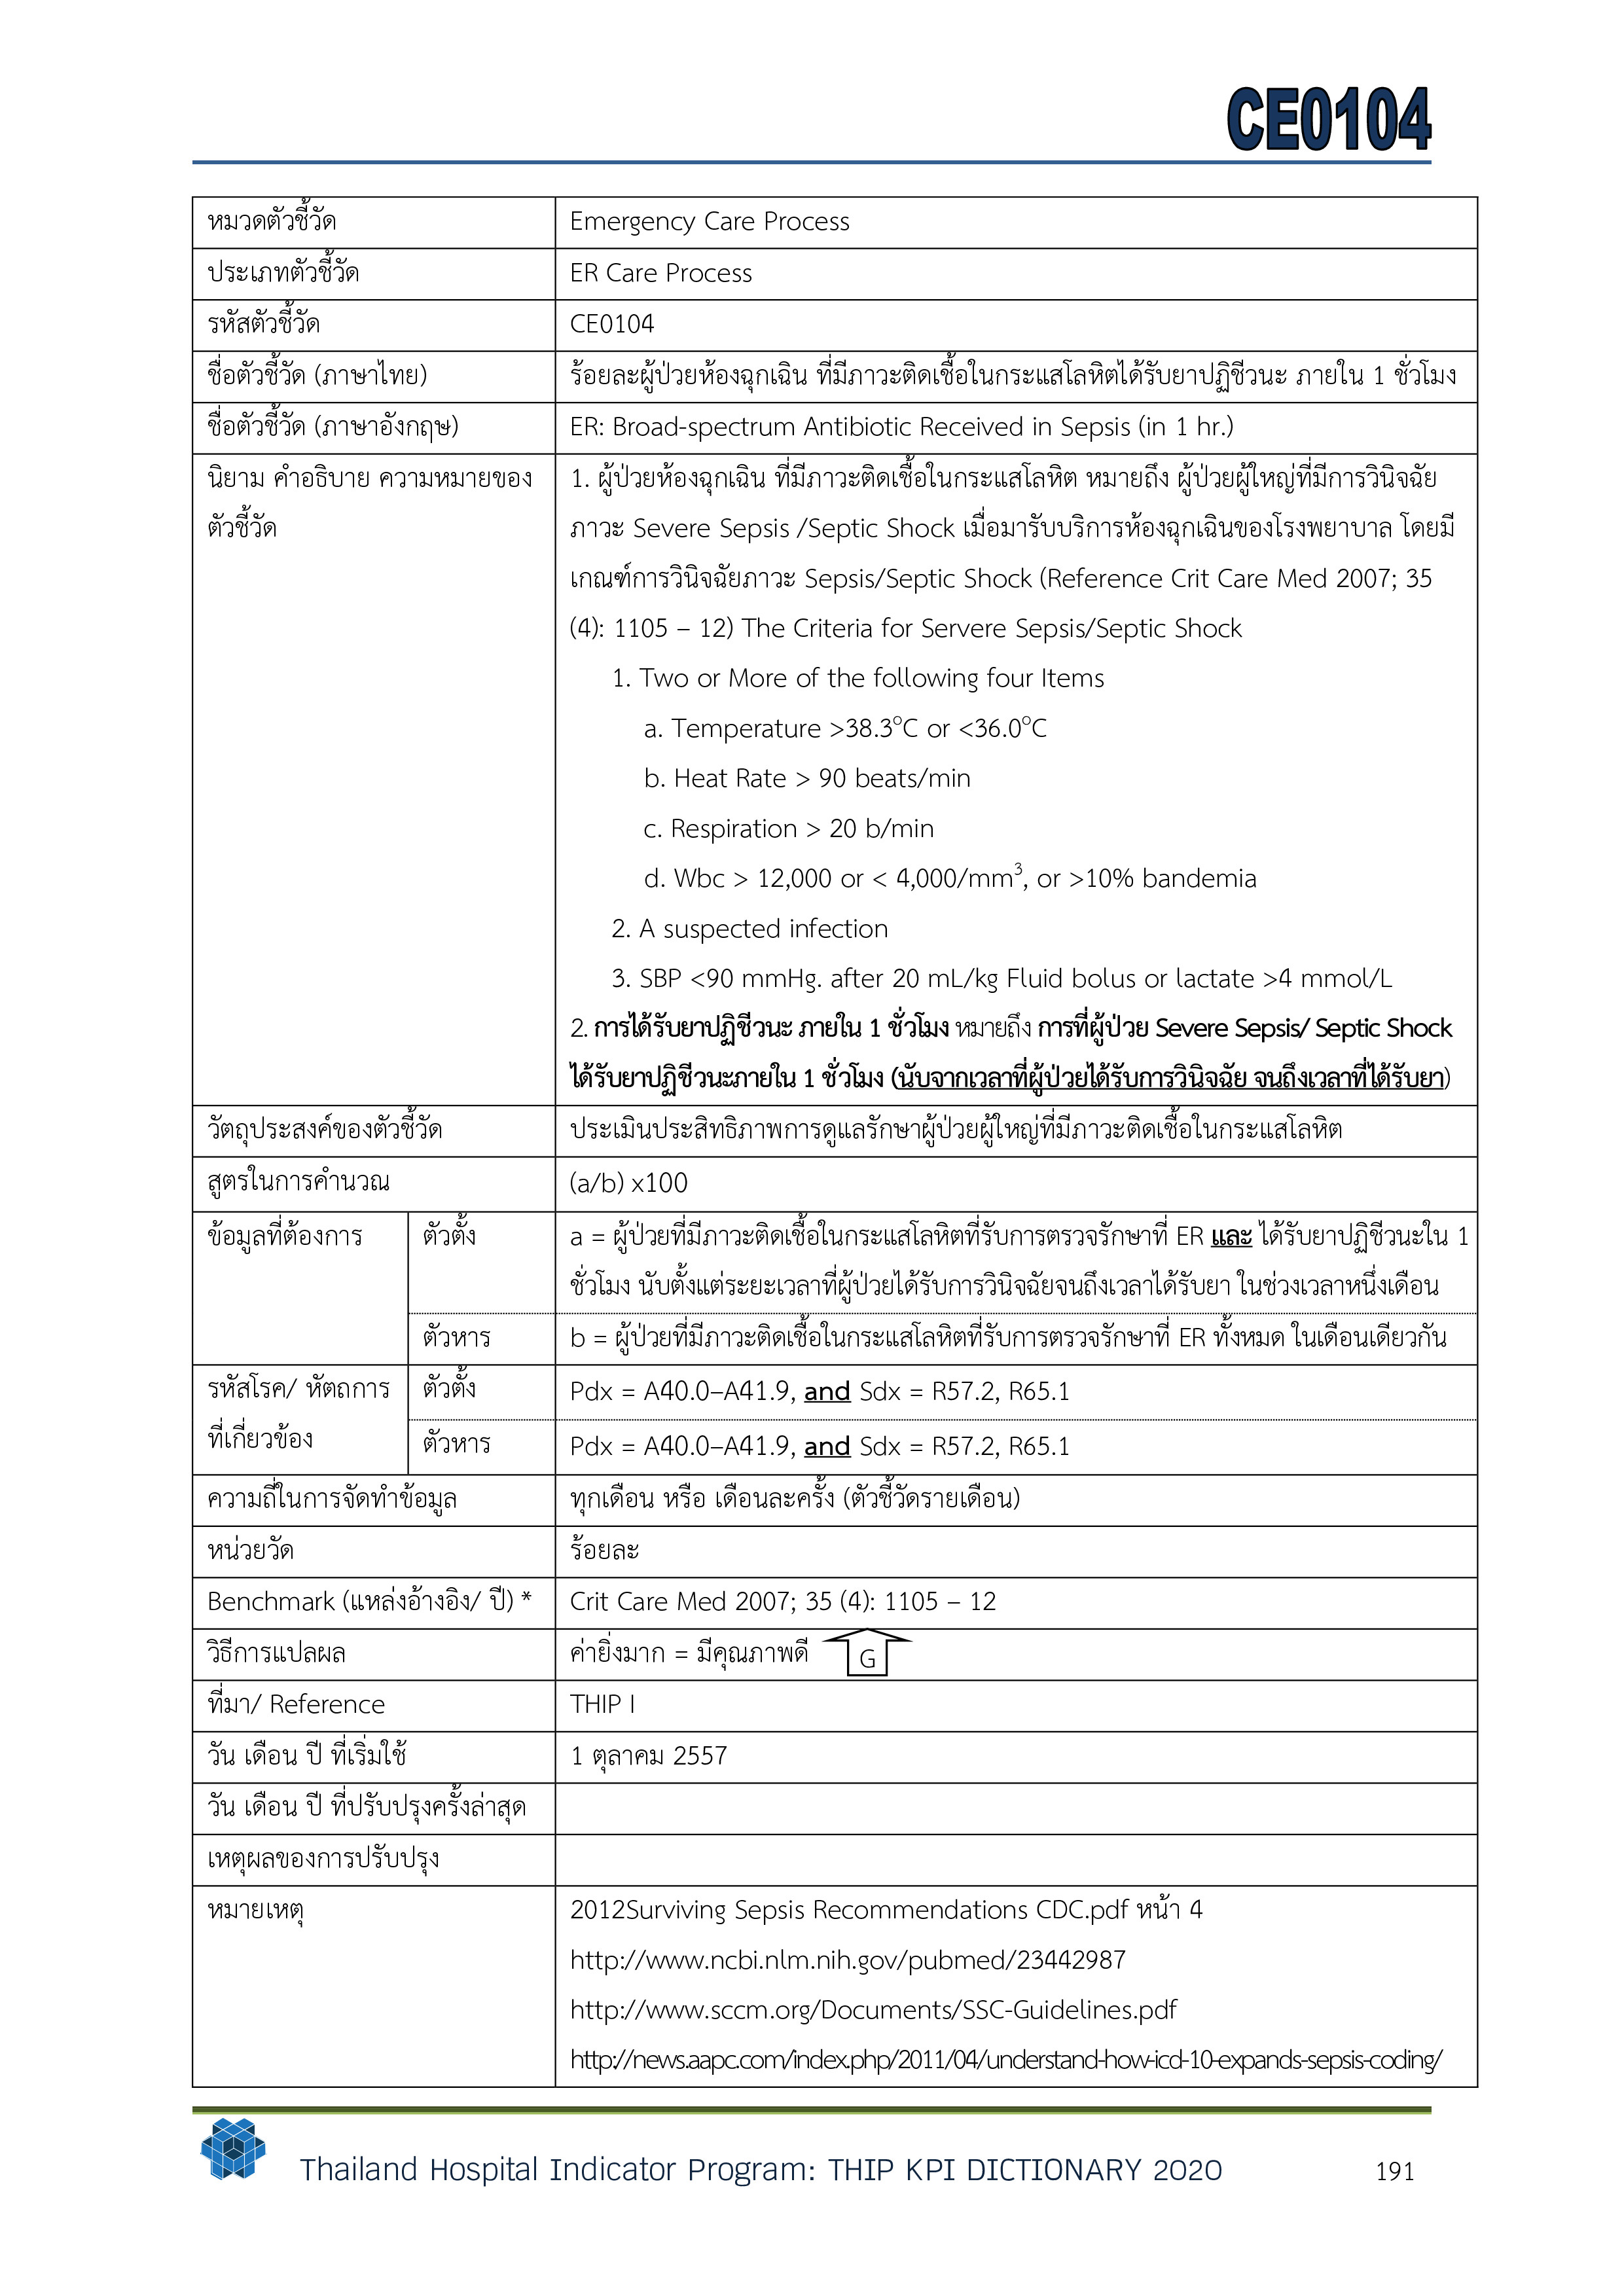 CE0104
หมวดตัวชี้วัด Emergency Care Process
ประเภทตัวชี้วัด ER Care Process
รหัสตัวชี้วัด CE0104
ชื่อตัวชี้วัด (ภาษาไทย) ร้อยละผู้ป่วยห้องฉุกเฉิน ที่มีภาวะติดเชื้อในกระแสโลหิตได้รับยาปฏิชีวนะ ภายใน 1 ชั่วโมง
ชื่อตัวชี้วัด (ภาษาอังกฤษ) ER: Broad-spectrum Antibiotic Received in Sepsis (in 1 hr.)
นิยาม คำอธิบาย ความหมายของ
ตัวชี้วัด
1. ผู้ป่วยห้องฉุกเฉิน ที่มีภาวะติดเชื้อในกระแสโลหิต หมายถึง ผู้ป่วยผู้ใหญ่ที่มีการวินิจฉัย
ภาวะ Severe Sepsis /Septic Shock เมื่อมารับบริการห้องฉุกเฉินของโรงพยาบาล โดยมี
เกณฑ์การวินิจฉัยภาวะ Sepsis/Septic Shock (Reference Crit Care Med 2007; 35
(4): 1105 – 12) The Criteria for Servere Sepsis/Septic Shock
1. Two or More of the following four Items
a. Temperature >38.3°C or <36.0°C
b. Heat Rate > 90 beats/min
c. Respiration > 20 b/min
d. Wbc > 12,000 or < 4,000/mm³, or >10% bandemia
2. A suspected infection
3. SBP <90 mmHg. after 20 mL/kg Fluid bolus or lactate >4 mmol/L
2. การได้รับยาปฏิชีวนะ ภายใน 1 ชั่วโมง หมายถึง การที่ผู้ป่วย Severe Sepsis/ Septic Shock
ได้รับยาปฏิชีวนะภายใน 1 ชั่วโมง (นับจากเวลาที่ผู้ป่วยได้รับการวินิจฉัย จนถึงเวลาที่ได้รับยา)
วัตถุประสงค์ของตัวชี้วัด ประเมินประสิทธิภาพการดูแลรักษาผู้ป่วยผู้ใหญ่ที่มีภาวะติดเชื้อในกระแสโลหิต
สูตรในการคำนวณ (a/b) x100
ข้อมูลที่ต้องการ ตัวตั้ง a = ผู้ป่วยที่มีภาวะติดเชื้อในกระแสโลหิตที่รับการตรวจรักษาที่ ER และ ได้รับยาปฏิชีวนะใน 1
ชั่วโมง นับตั้งแต่ระยะเวลาที่ผู้ป่วยได้รับการวินิจฉัยจนถึงเวลาได้รับยา ในช่วงเวลาหนึ่งเดือน
ตัวหาร b = ผู้ป่วยที่มีภาวะติดเชื้อในกระแสโลหิตที่รับการตรวจรักษาที่ ER ทั้งหมด ในเดือนเดียวกัน
รหัสโรค/ หัตถการ
ที่เกี่ยวข้อง
ตัวตั้ง Pdx = A40.0–A41.9, and Sdx = R57.2, R65.1
ตัวหาร Pdx = A40.0–A41.9, and Sdx = R57.2, R65.1
ความถี่ในการจัดทำข้อมูล ทุกเดือน หรือ เดือนละครั้ง (ตัวชี้วัดรายเดือน)
หน่วยวัด ร้อยละ
Benchmark (แหล่งอ้างอิง/ ปี) * Crit Care Med 2007; 35 (4): 1105 – 12
วิธีการแปลผล ค่ายิ่งมาก = มีคุณภาพดี G
ที่มา/ Reference THIP I
วัน เดือน ปี ที่เริ่มใช้ 1 ตุลาคม 2557
วัน เดือน ปี ที่ปรับปรุงครั้งล่าสุด
เหตุผลของการปรับปรุง
หมายเหตุ 2012Surviving Sepsis Recommendations CDC.pdf หน้า 4
http://www.ncbi.nlm.nih.gov/pubmed/23442987
http://www.sccm.org/Documents/SSC-Guidelines.pdf
http://news.aapc.com/index.php/2011/04/understand-how-icd-10-expands-sepsis-coding/
Thailand Hospital Indicator Program: THIP KPI DICTIONARY 2020 191